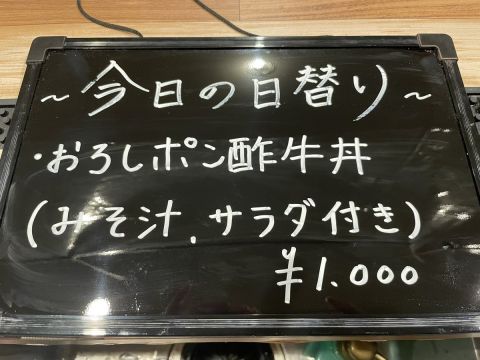 ～今日の日替り～
・おろしポン酢牛丼
(みそ汁、サラダ付き)
¥1.000